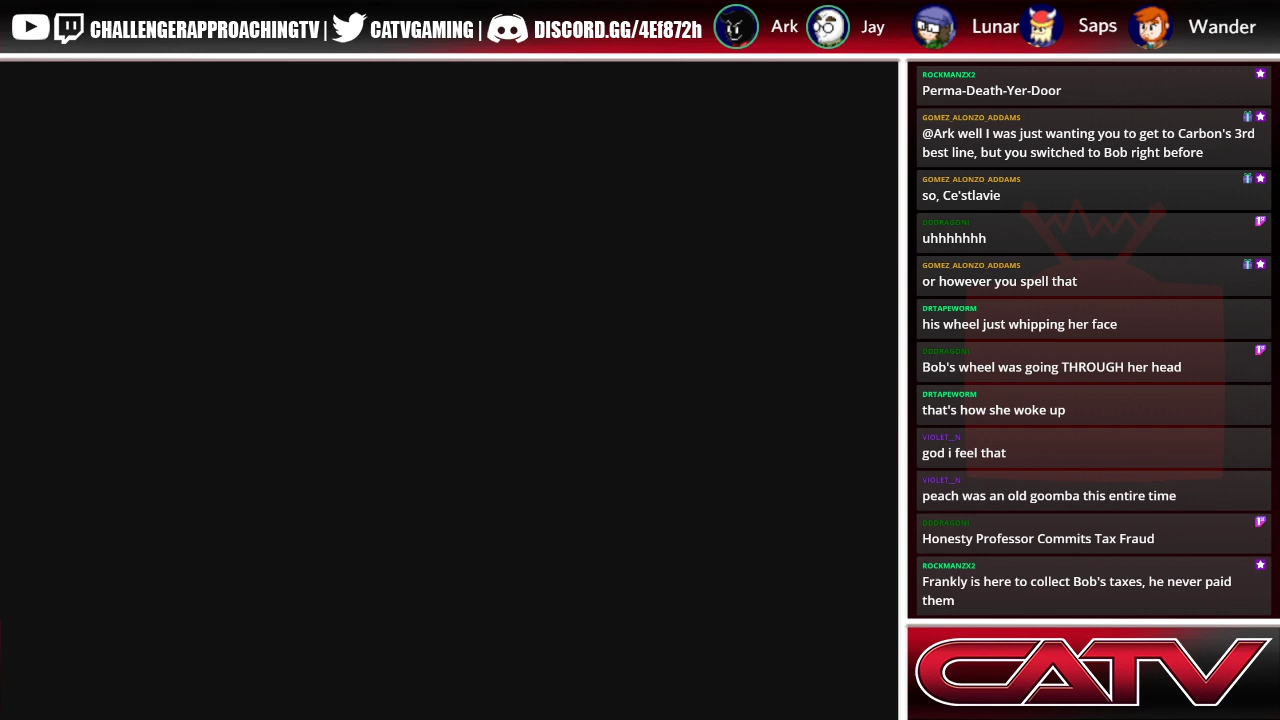 CHALLENGERAPPROACHINGTV | CATVGAMING | DISCORD.GG/4EF872h Ark Jay Lunar Saps Wander
ROCKMANZX2
Perma-Death-Yer-Door
GOMEZ_ALONZO_ADDAMS
@Ark well I was just wanting you to get to Carbon's 3rd
best line, but you switched to Bob right before
GOMEZ_ALONZO_ADDAMS
so, Ce'stlavie
DDDRAGONI
uhhhhhhh
GOMEZ_ALONZO_ADDAMS
or however you spell that
DRTAPEWORM
his wheel just whipping her face
DDDRAGONI
Bob's wheel was going THROUGH her head
DRTAPEWORM
that's how she woke up
VIOLET__N
god i feel that
VIOLET__N
peach was an old goomba this entire time
DDDRAGONI
Honesty Professor Commits Tax Fraud
ROCKMANZX2
Frankly is here to collect Bob's taxes, he never paid
them
CATV